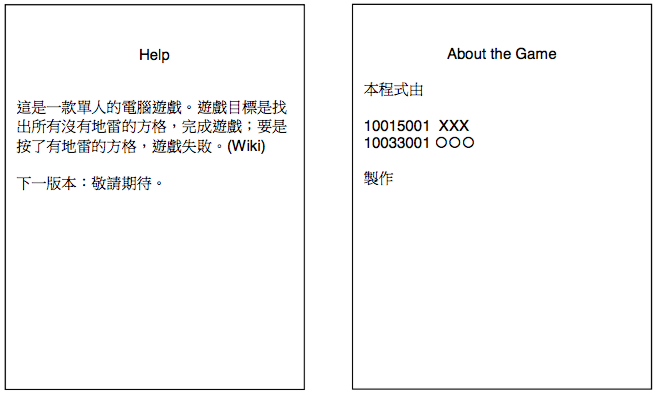 Help
這是一款單人的電腦遊戲。遊戲目標是找
出所有沒有地雷的方格，完成遊戲；要是
按了有地雷的方格，遊戲失敗。(Wiki)
下一版本：敬請期待。
About the Game
本程式由
10015001 XXX
10033001 〇〇〇
製作